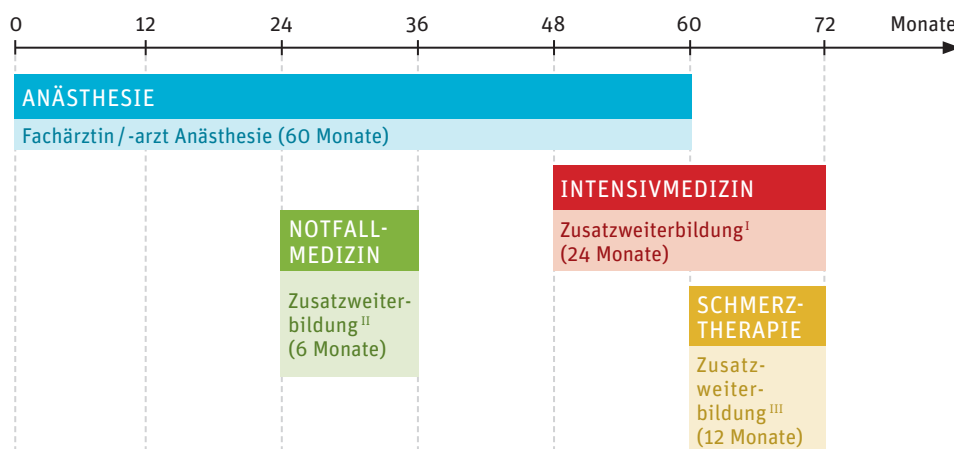 0 12 24 36 48 60 72 Monate
ANÄSTHESIE
Fachärztin/-arzt Anästhesie (60 Monate)
INTENSIVMEDIZIN
Zusatzweiterbildung I
(24 Monate)
NOTFALL-
MEDIZIN
Zusatzweiter-
bildung II
(6 Monate)
SCHMERZ-
THERAPIE
Zusatz-
weiter-
bildung III
(12 Monate)